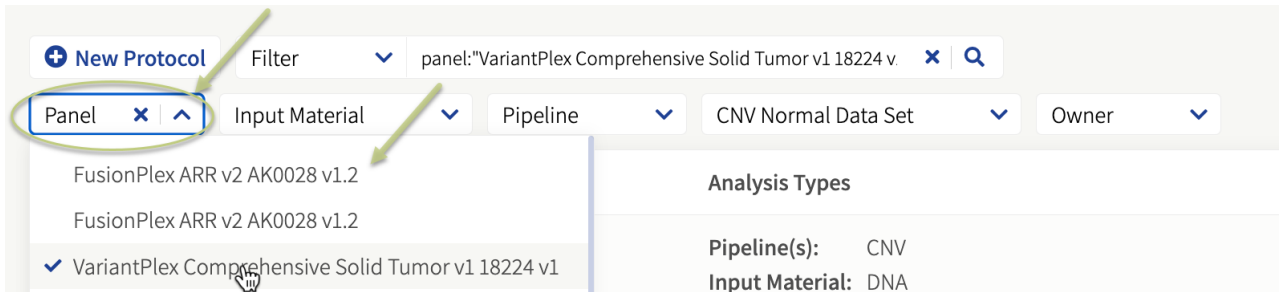 New Protocol Filter panel:"VariantPlex Comprehensive Solid Tumor v1 18224 v
Panel Input Material Pipeline CNV Normal Data Set Owner
FusionPlex ARR v2 AK0028 v1.2
Analysis Types
FusionPlex ARR v2 AK0028 v1.2
Pipeline(s): CNV
VariantPlex Comprehensive Solid Tumor v1 18224 v1
Input Material: DNA